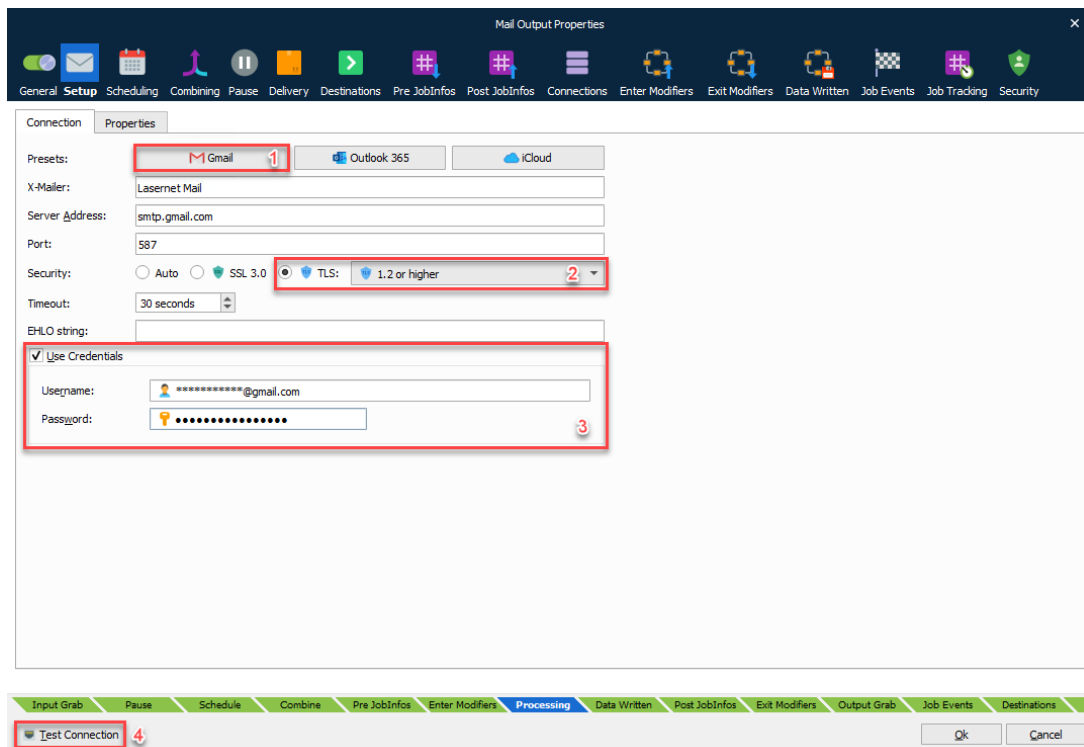 Mail Output Properties ×
General Setup Scheduling Combining Pause Delivery Destinations Pre JobInfos Post JobInfos Connections Enter Modifiers Exit Modifiers Data Written Job Events Job Tracking Security
Connection Properties
Presets: Gmail 1 Outlook 365 iCloud
X-Mailer: Lasernet Mail
Server Address: smtp.gmail.com
Port: 587
Security: Auto SSL 3.0 TLS: 1.2 or higher 2
Timeout: 30 seconds
EHLO string:
Use Credentials
Username: ***********@gmail.com
Password: ••••••••••••••••
3
Input Grab Pause Schedule Combine Pre JobInfos Enter Modifiers Processing Data Written Post JobInfos Exit Modifiers Output Grab Job Events Destinations
Test Connection 4 Ok Cancel